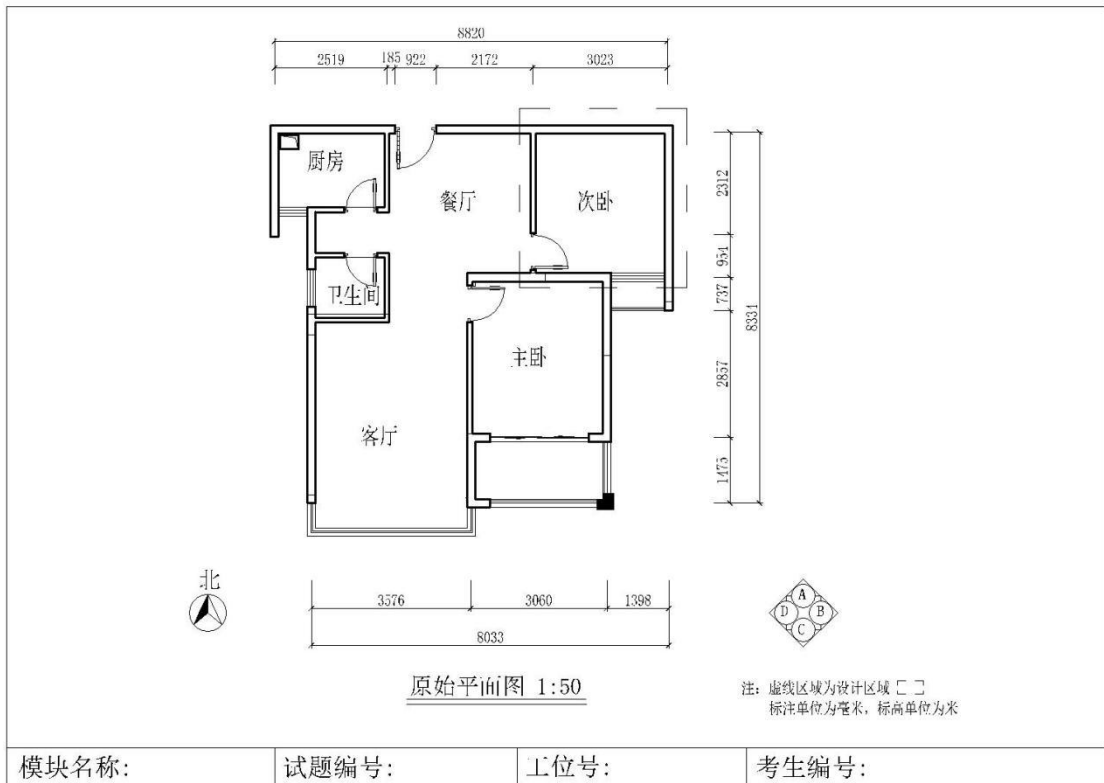 8820
2519 185 922 2172 3023
厨房
餐厅
次卧
卫生间
主卧
客厅
2312
954
737
2857
1475
8334
北
3576 3060 1398
8033
A
D B
C
原始平面图 1:50
注: 虚线区域为设计区域
标注单位为毫米, 标高单位为米
模块名称: 试题编号: 工位号: 考生编号: